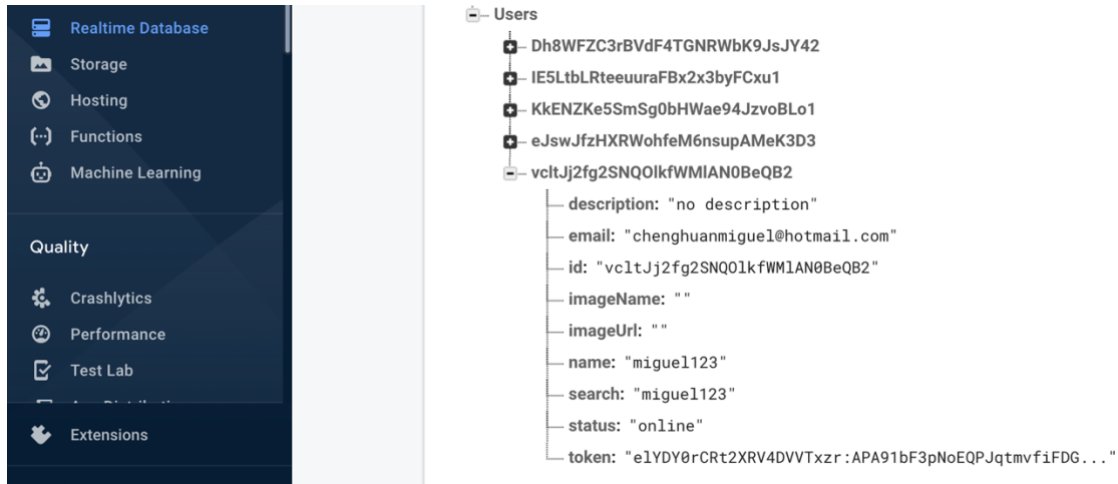 Realtime Database
Storage
Hosting
Functions
Machine Learning
Quality
Crashlytics
Performance
Test Lab
Extensions
Users
Dh8WFZC3rBVdF4TGNRWbK9JsJY42
IE5LtbLRteeuuraFBx2x3byFCxu1
KkENZKe5SmSg0bHWae94JzvoBLo1
eJswJfzHXRWohfeM6nsupAMeK3D3
vcltJj2fg2SNQOlkfWMlAN0BeQB2
description: "no description"
email: "chenghuanmiguel@hotmail.com"
id: "vcltJj2fg2SNQOlkfWMlAN0BeQB2"
imageName: ""
imageUrl: ""
name: "miguel123"
search: "miguel123"
status: "online"
token: "elYDY0rCRt2XRV4DVVTxzr:APA91bF3pNoEQPJqtmvfiFDG..."